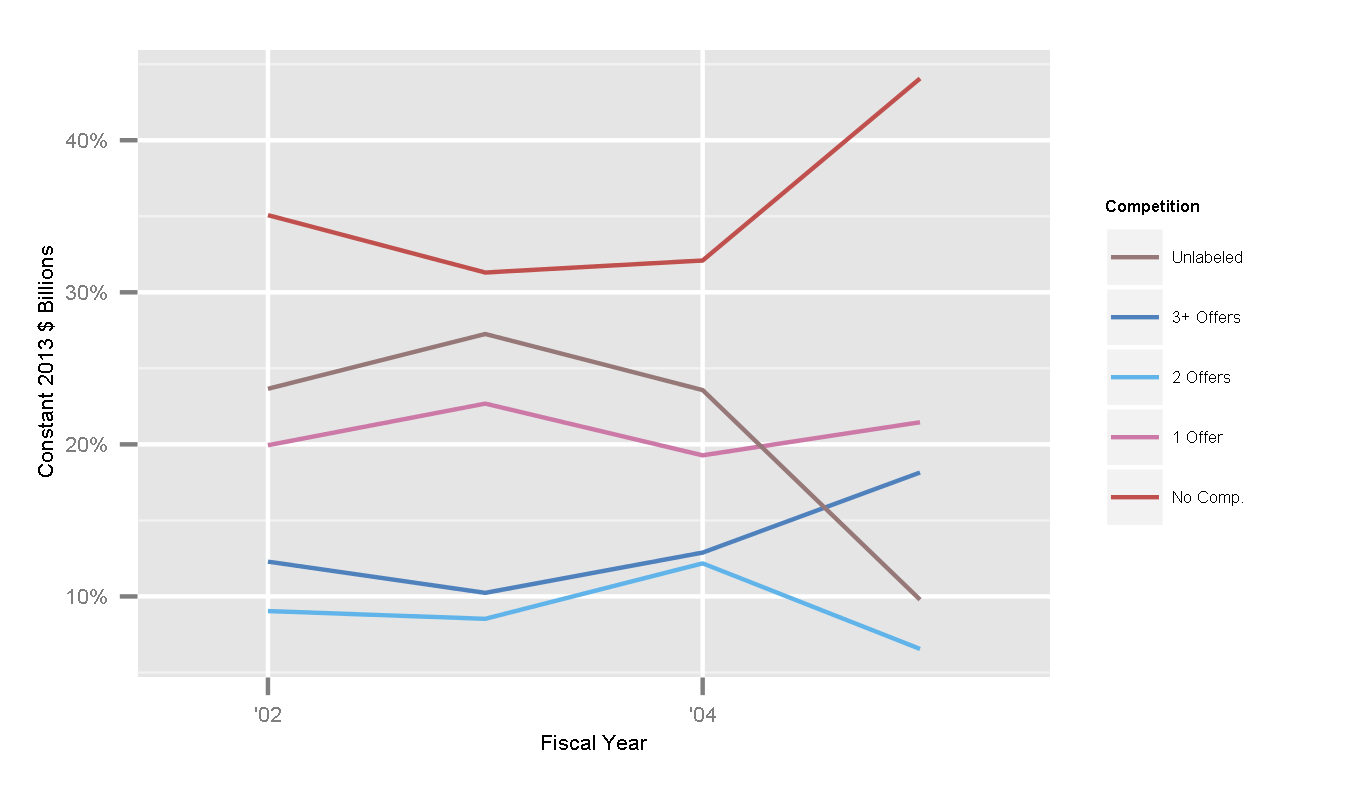 40%
30%
20%
10%
Constant 2013 $ Billions
'02
'04
Fiscal Year
Competition
Unlabeled
3+ Offers
2 Offers
1 Offer
No Comp.